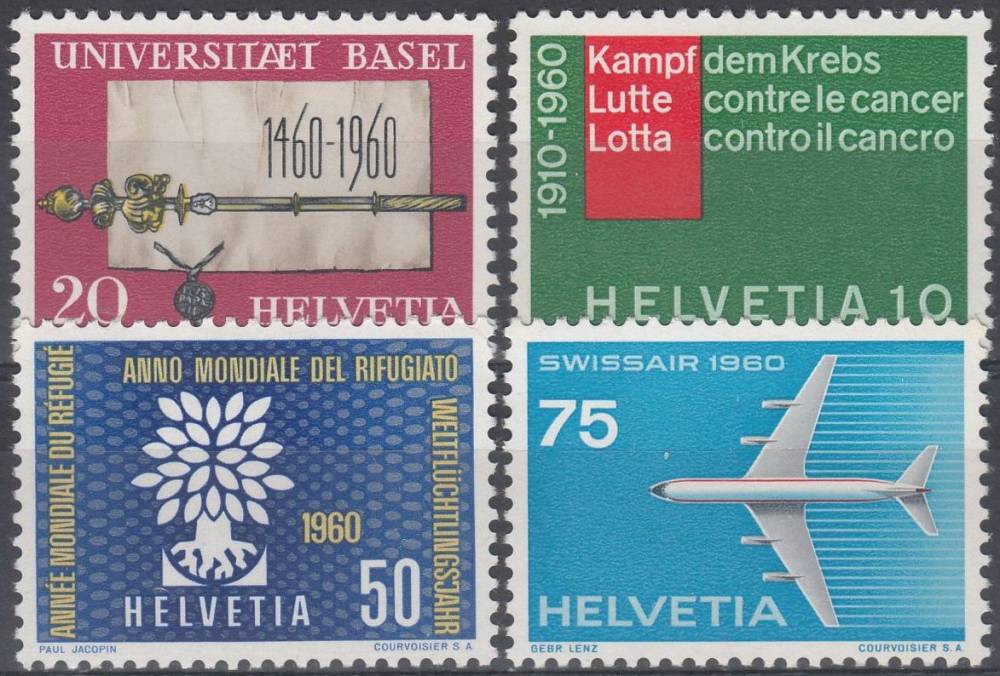 UNIVERSITÆT BASEL
1460-1960
20
HELVETIA
1910-1960
Kampf dem Krebs
Lutte contre le cancer
Lotta contro il cancro
HELVETIA 10
ANNÉE MONDIALE DU RÉFUGIÉ
ANNO MONDIALE DEL RIFUGIATO
WELTFLÜCHTLINGSJAHR
1960
HELVETIA
50
PAUL JACOPIN
COURVOISIER S A
SWISSAIR 1960
75
HELVETIA
GEBR LENZ
COURVOISIER S.A.